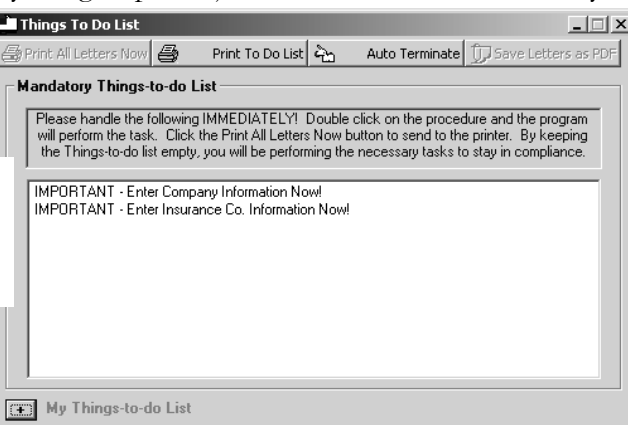 Things To Do List
Print All Letters Now Print To Do List Auto Terminate Save Letters as PDF
Mandatory Things-to-do List
Please handle the following IMMEDIATELY! Double click on the procedure and the program
will perform the task. Click the Print All Letters Now button to send to the printer. By keeping
the Things-to-do list empty, you will be performing the necessary tasks to stay in compliance.
IMPORTANT - Enter Company Information Now!
IMPORTANT - Enter Insurance Co. Information Now!
My Things-to-do List